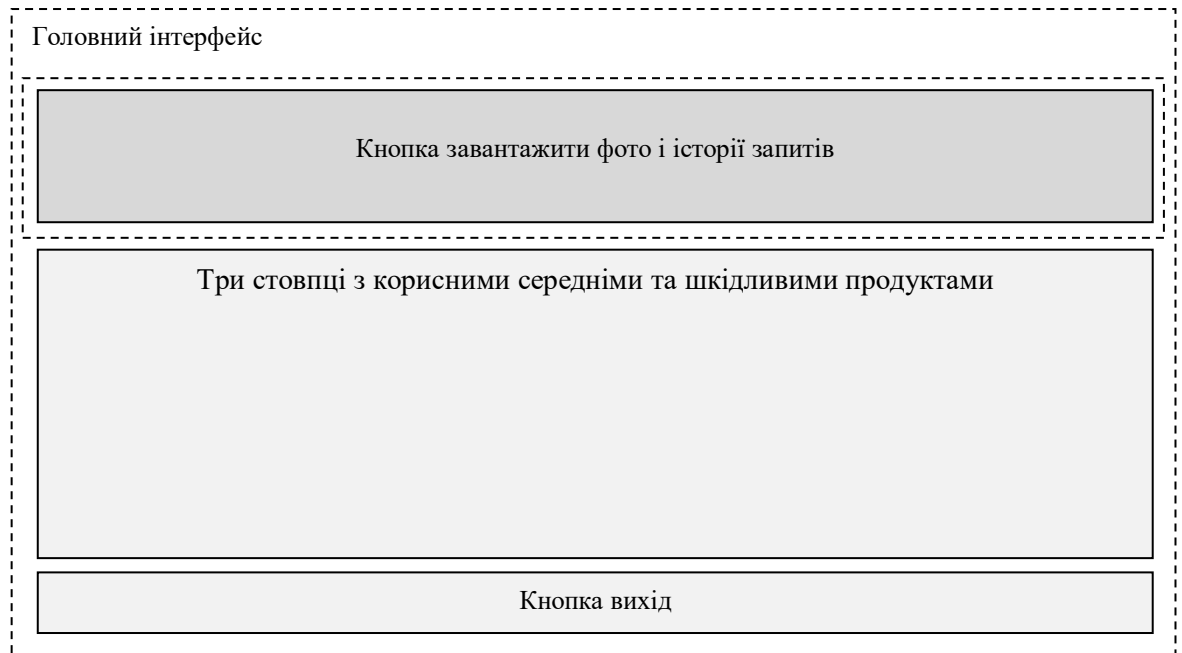 Головний інтерфейс
Кнопка завантажити фото і історії запитів
Три стовпці з корисними середніми та шкідливими продуктами
Кнопка вихід